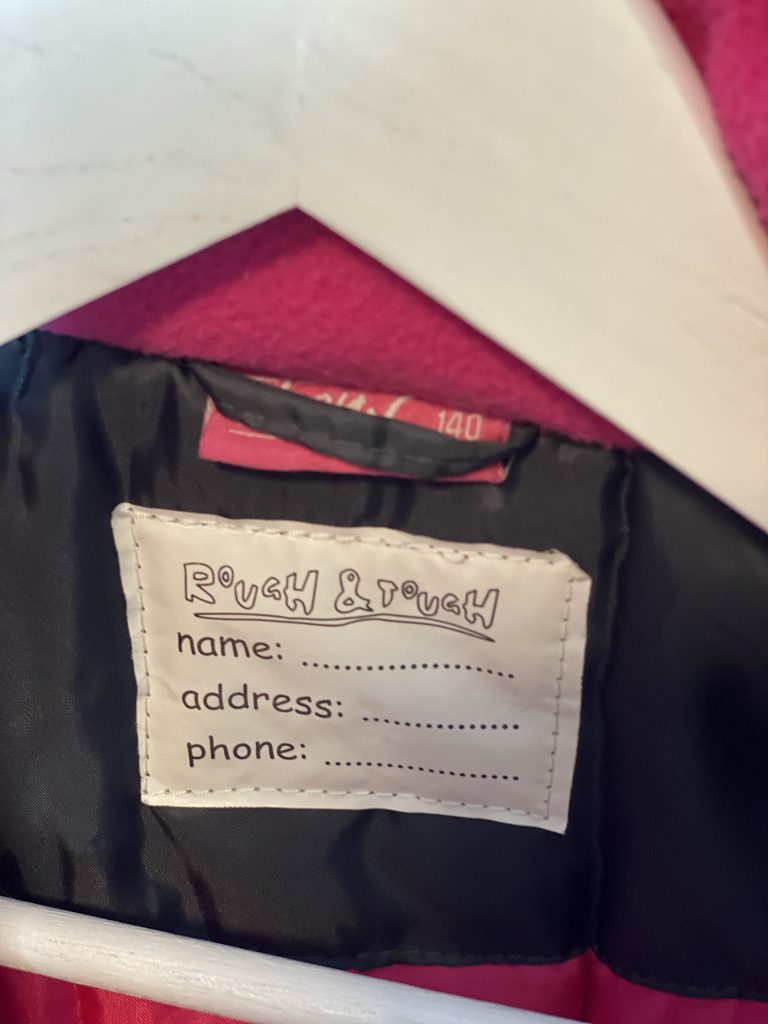 140
ROUGH & TOUGH
name: ....................
address: ...............
phone: ..................